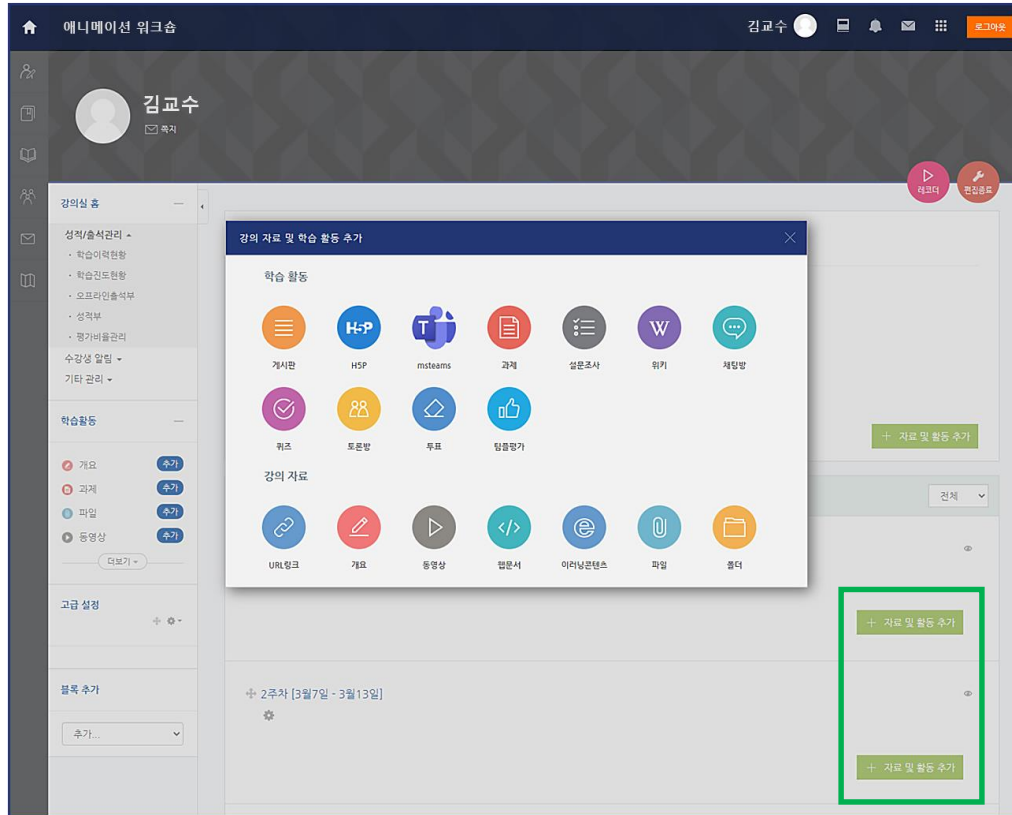 애니메이션 워크숍
김교수
로그아웃
김교수
쪽지
레코더
편집종료
강의실 홈
성적/출석관리
학습이력현황
학습진도현황
오프라인출석부
성적부
평가비율관리
수강생 알림
기타 관리
학습활동
개요 추가
과제 추가
파일 추가
동영상 추가
더보기
고급 설정
블록 추가
추가...
강의 자료 및 학습 활동 추가
학습 활동
H5P
T
W
게시판 H5P msteams 과제 설문조사 위키 채팅방
퀴즈 토론방 투표 팀플평가
강의 자료
URL링크 개요 동영상 웹문서 이러닝콘텐츠 파일 폴더
+ 자료 및 활동 추가
전체
+ 자료 및 활동 추가
2주차 [3월7일 - 3월13일]
+ 자료 및 활동 추가